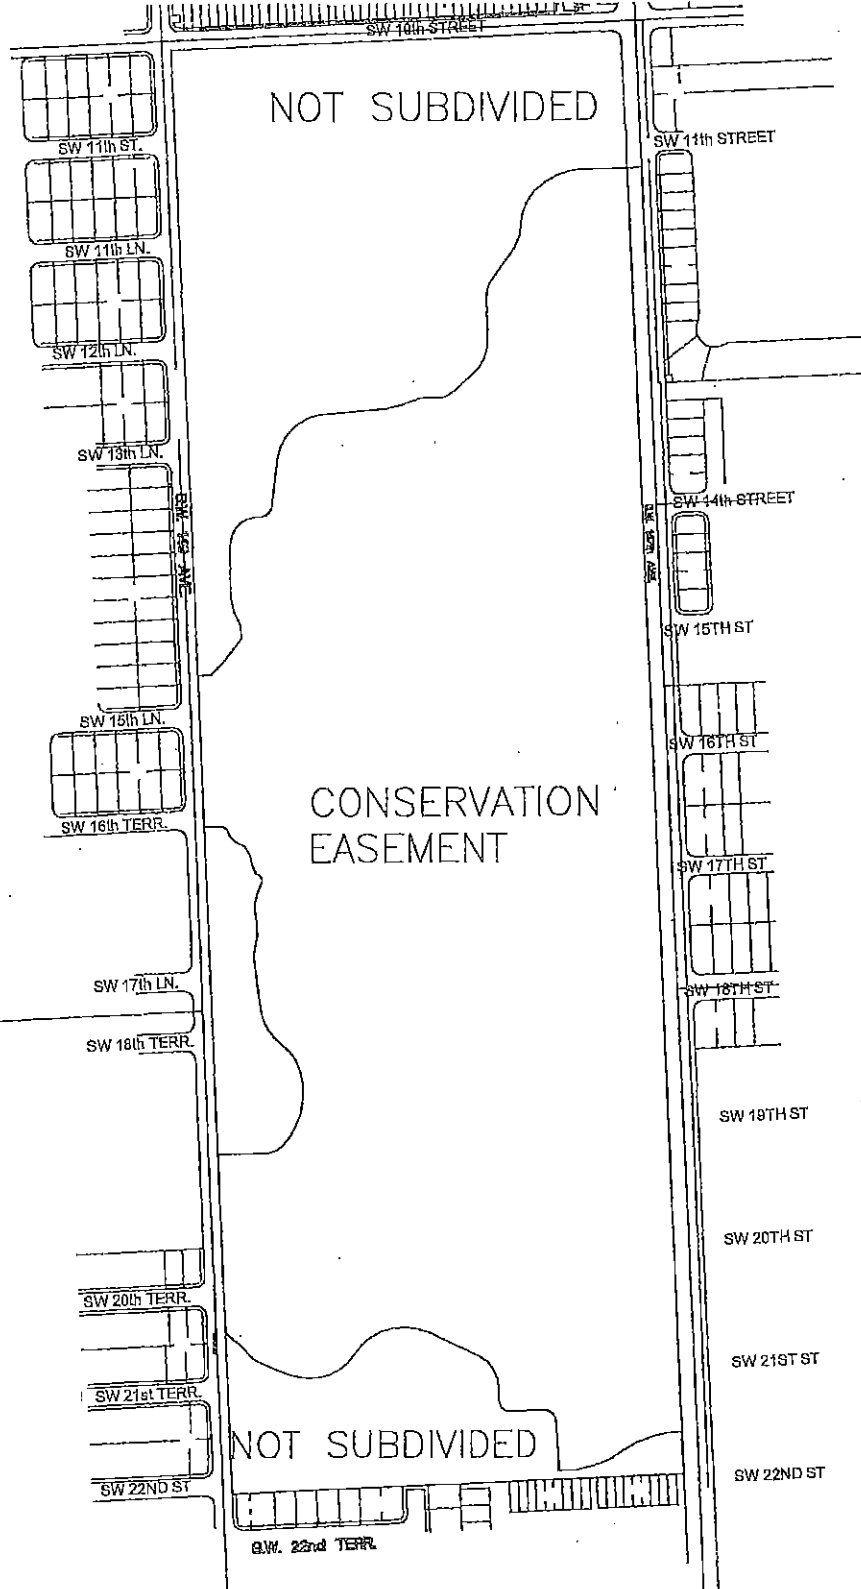 SW 10th STREET
NOT SUBDIVIDED
SW 11th ST.
SW 11th STREET
SW 11th LN.
SW 12th LN.
SW 13th LN.
SW 14th STREET
SW 15TH ST
SW 15th LN.
SW 16TH ST
CONSERVATION
EASEMENT
SW 16th TERR.
SW 17TH ST
SW 17th LN.
SW 18TH ST
SW 18th TERR.
SW 19TH ST
SW 20TH ST
SW 20th TERR.
SW 21ST ST
SW 21st TERR.
NOT SUBDIVIDED
SW 22ND ST
SW 22ND ST
S.W. 22nd TERR.